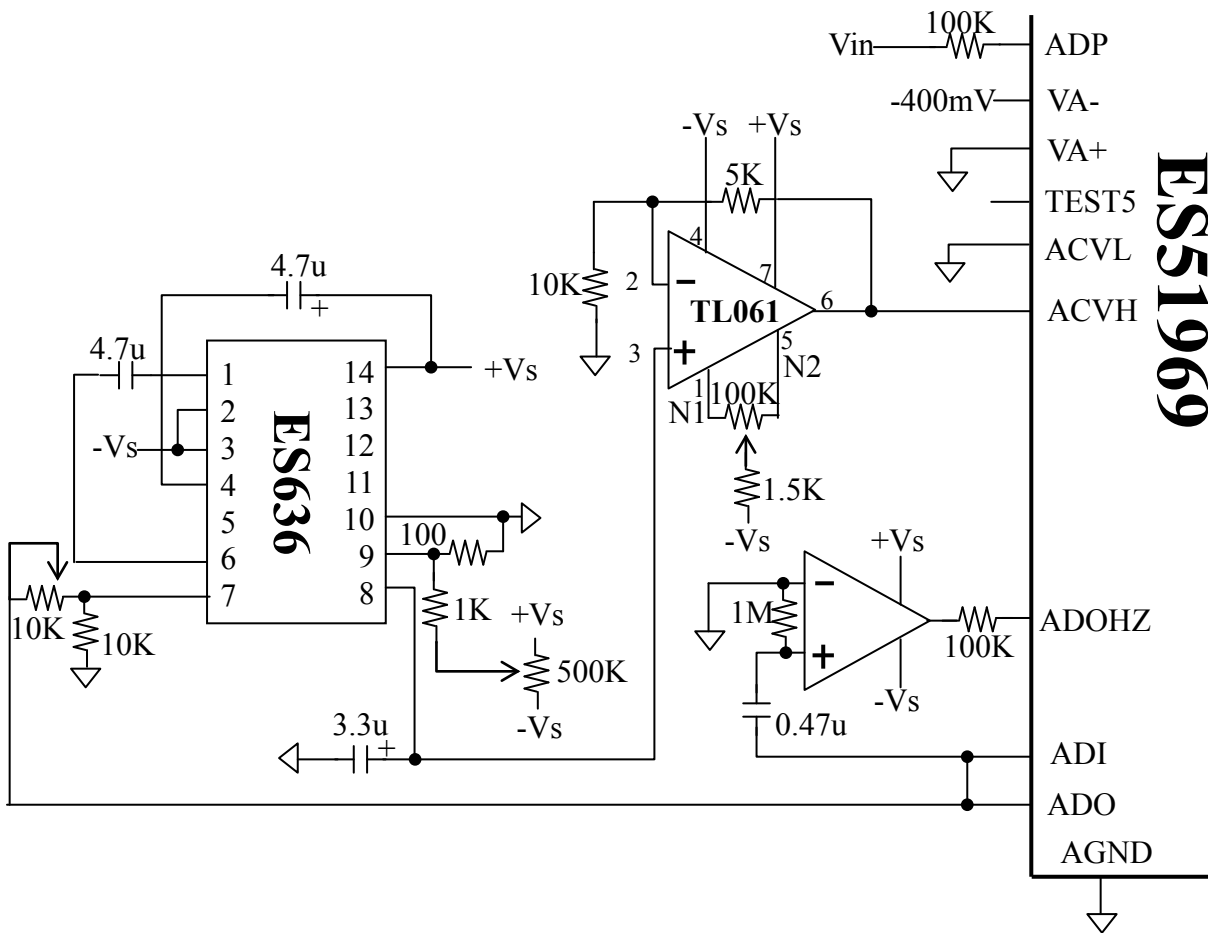 100K
Vin
ADP
-400mV
VA-
-Vs
+Vs
VA+
5K
TEST5
4
ACVL
4.7u
10K
2
7
TL061
6
ACVH
5
3
N2
4.7u
+Vs
1
14
1
100K
N1
2
13
-Vs
3
12
1.5K
4
11
-Vs
5
10
100
6
9
+Vs
7
8
1K
+Vs
1M
ADOHZ
100K
10K
10K
500K
-Vs
-Vs
3.3u
0.47u
ADI
ADO
AGND
ES636
ES51969